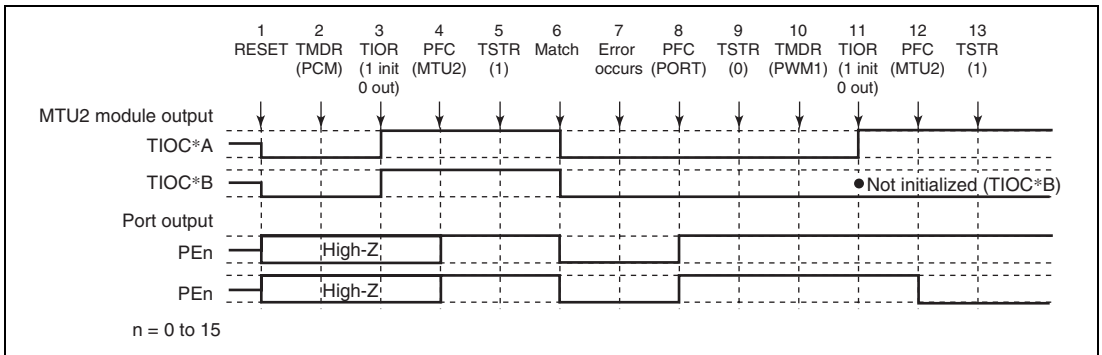 1 2 3 4 5 6 7 8 9 10 11 12 13
RESET TMDR TIOR PFC TSTR Match Error PFC TSTR TMDR TIOR PFC TSTR
(PCM) (1 init (MTU2) (1) occurs (PORT) (0) (PWM1) (1 init (MTU2) (1)
0 out) 0 out)
MTU2 module output
TIOC*A
TIOC*B ● Not initialized (TIOC*B)
Port output
PEn High-Z
PEn High-Z
n = 0 to 15